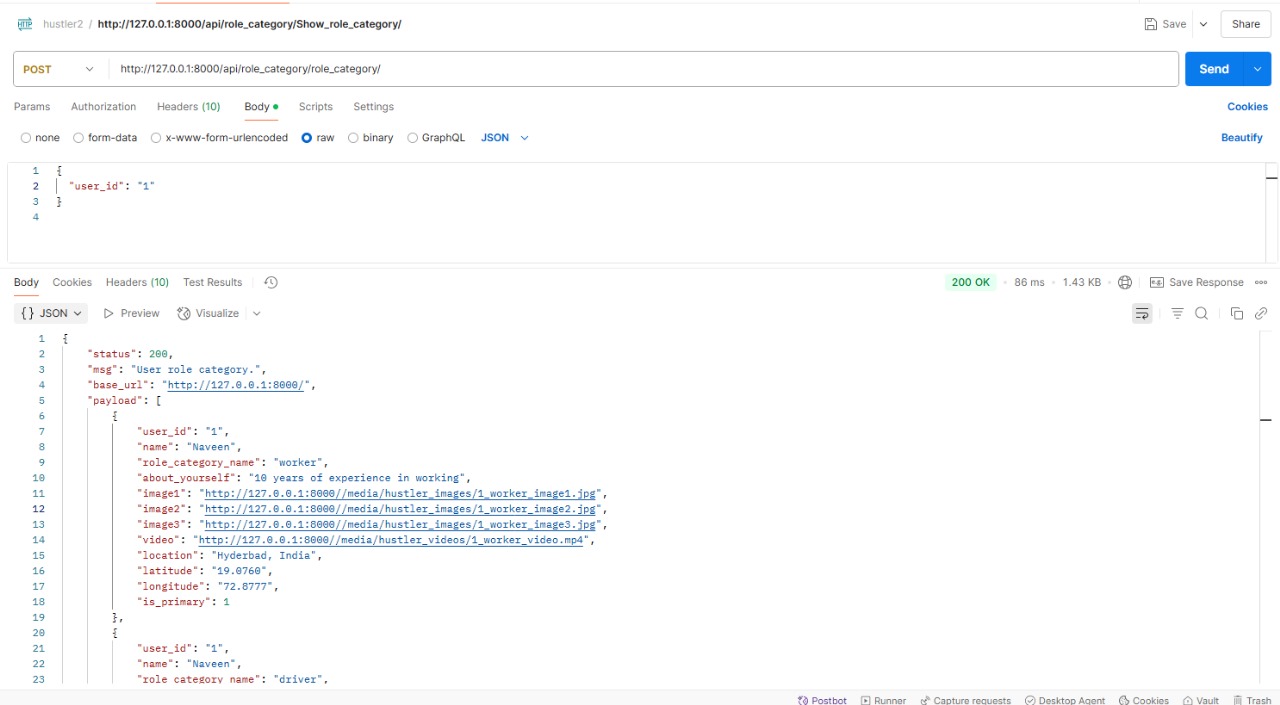 HTTP hustler2 / http://127.0.0.1:8000/api/role_category/Show_role_category/ Save Share
POST http://127.0.0.1:8000/api/role_category/role_category/ Send
Params Authorization Headers (10) Body Scripts Settings Cookies
none form-data x-www-form-urlencoded raw binary GraphQL JSON Beautify
1 {
2 "user_id": "1"
3 }
4
Body Cookies Headers (10) Test Results 200 OK 86 ms 1.43 KB Save Response
{} JSON Preview Visualize
1 {
2 "status": 200,
3 "msg": "User role category.",
4 "base_url": "http://127.0.0.1:8000/",
5 "payload": [
6 {
7 "user_id": "1",
8 "name": "Naveen",
9 "role_category_name": "worker",
10 "about_yourself": "10 years of experience in working",
11 "image1": "http://127.0.0.1:8000//media/hustler_images/1_worker_image1.jpg",
12 "image2": "http://127.0.0.1:8000//media/hustler_images/1_worker_image2.jpg",
13 "image3": "http://127.0.0.1:8000//media/hustler_images/1_worker_image3.jpg",
14 "video": "http://127.0.0.1:8000//media/hustler_videos/1_worker_video.mp4",
15 "location": "Hyderbad, India",
16 "latitude": "19.0760",
17 "longitude": "72.8777",
18 "is_primary": 1
19 },
20 {
21 "user_id": "1",
22 "name": "Naveen",
23 "role_category_name": "driver",
Postbot Runner Capture requests Desktop Agent Cookies Vault Trash